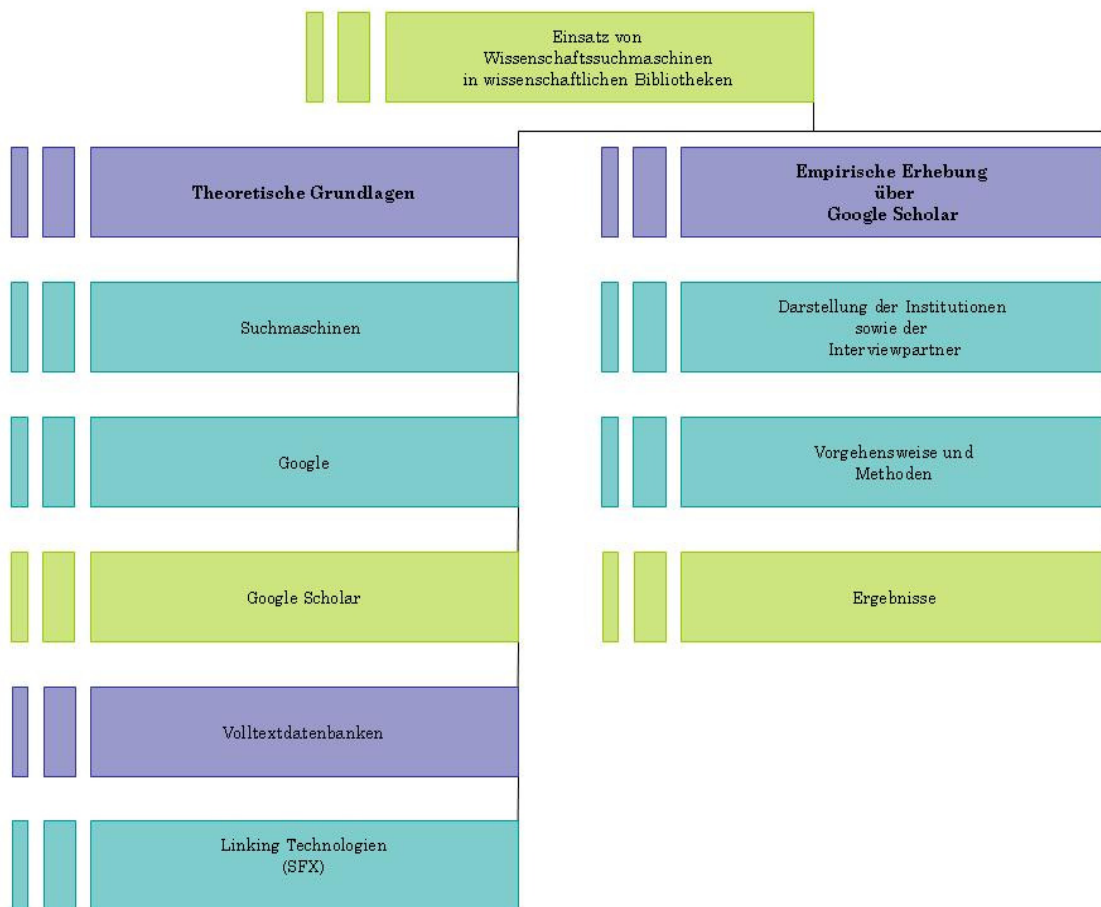 Einsatz von
Wissenschaftssuchmaschinen
in wissenschaftlichen Bibliotheken
Theoretische Grundlagen
Suchmaschinen
Google
Google Scholar
Volltextdatenbanken
Linking Technologien
(SFX)
Empirische Erhebung
über
Google Scholar
Darstellung der Institutionen
sowie der
Interviewpartner
Vorgehensweise und
Methoden
Ergebnisse